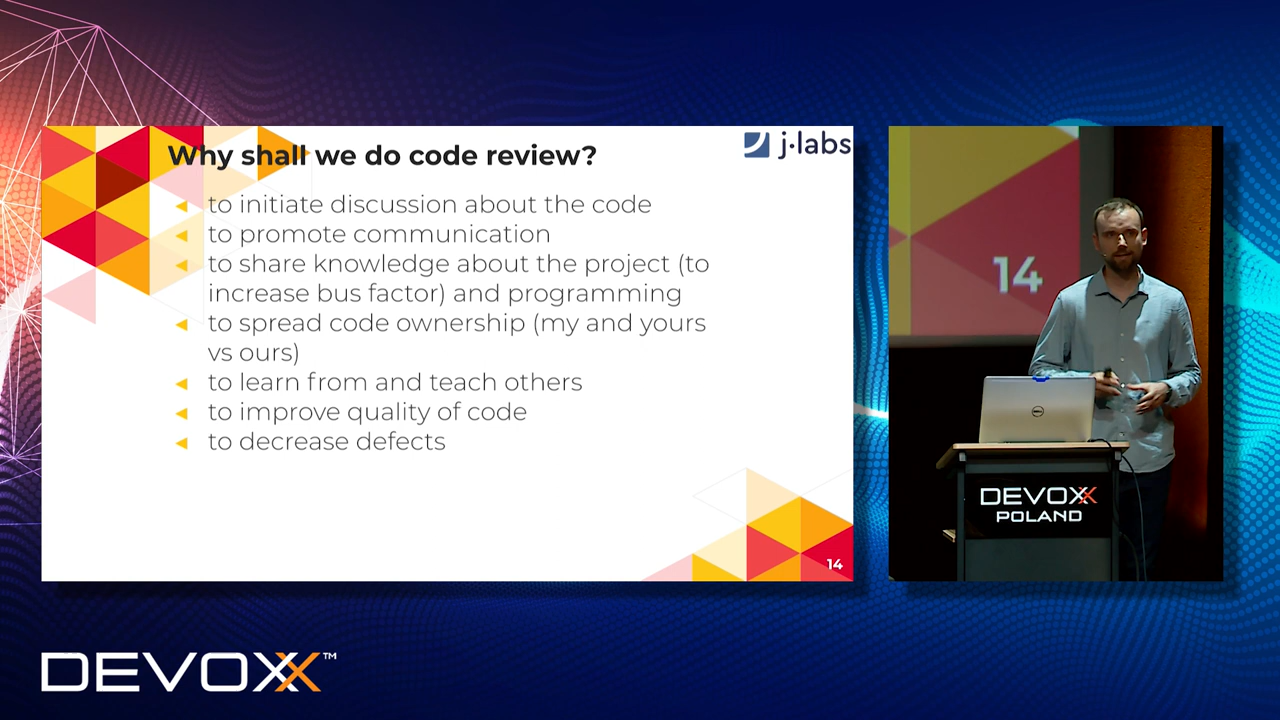 Why shall we do code review?
j·labs
to initiate discussion about the code
to promote communication
to share knowledge about the project (to
increase bus factor) and programming
to spread code ownership (my and yours
vs ours)
to learn from and teach others
to improve quality of code
to decrease defects
14
14
DELL
DEVOXX
POLAND
DEVOXX™